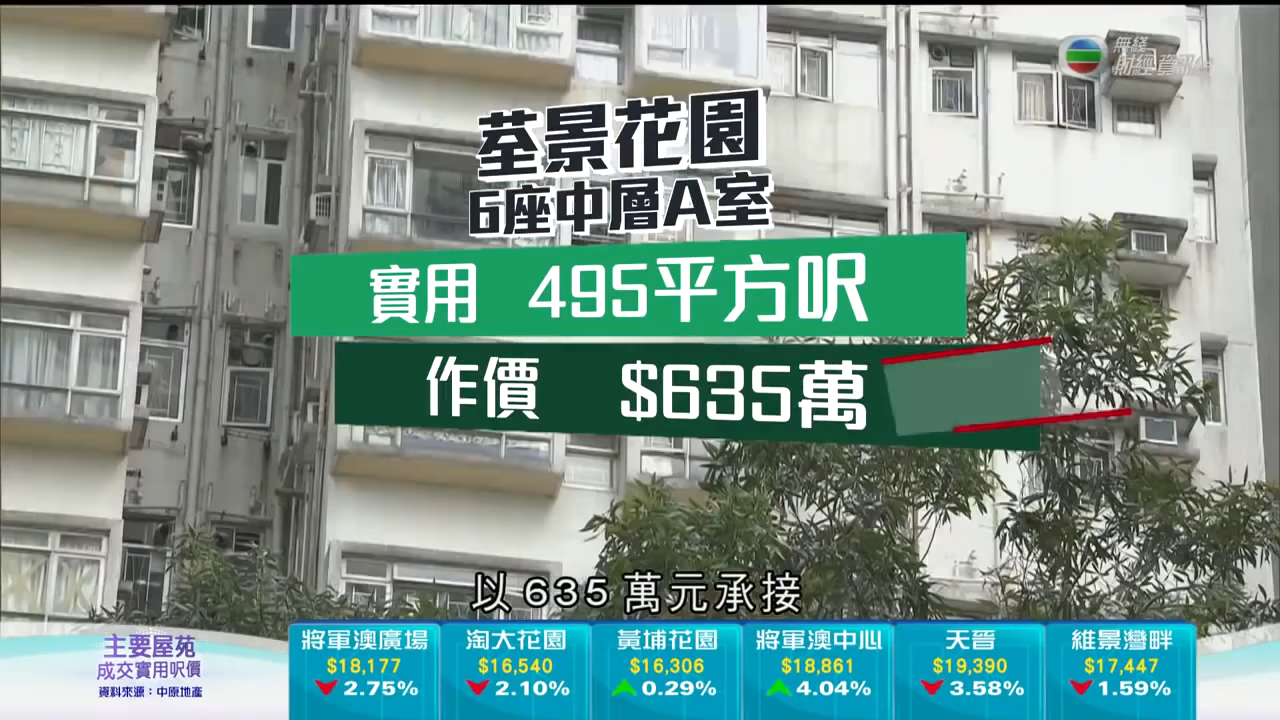 無綫
財經·資訊台
荃景花園
6座中層A室
實用 495平方呎
作價 $635萬
以635萬元承接
主要屋苑
成交實用呎價
資料來源：中原地產
將軍澳廣場
$18,177
2.75%
淘大花園
$16,540
2.10%
黃埔花園
$16,306
0.29%
將軍澳中心
$18,861
4.04%
天晉
$19,390
3.58%
維景灣畔
$17,447
1.59%